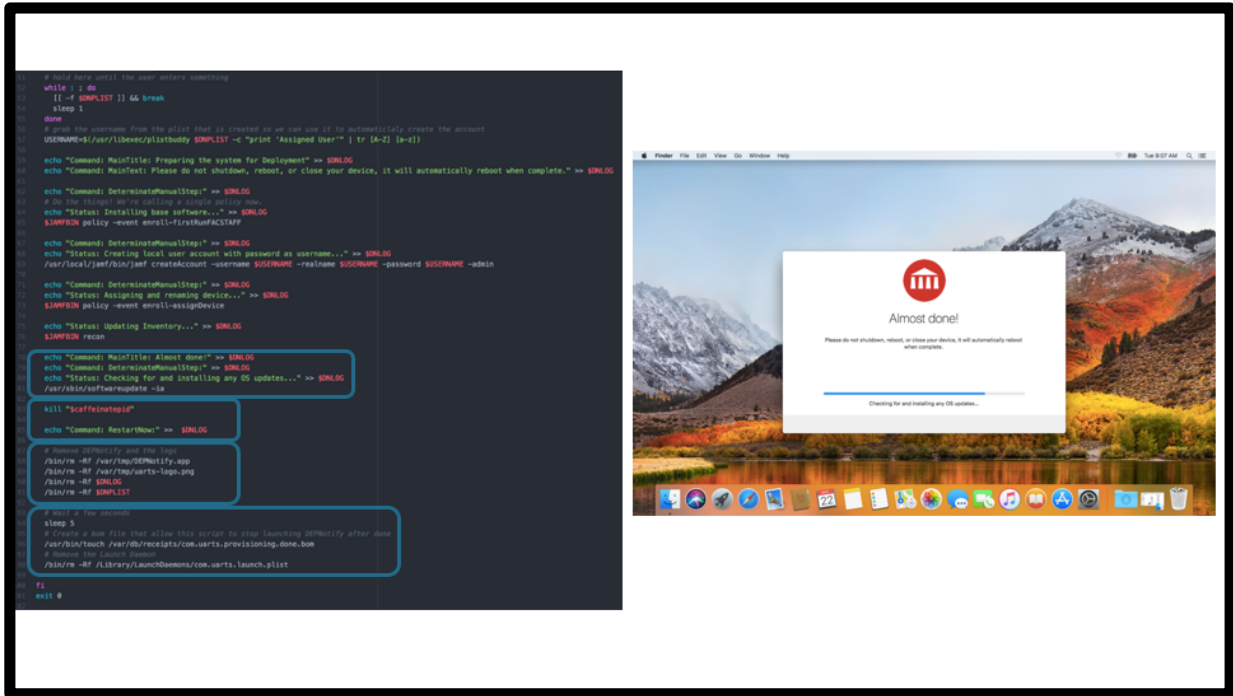 # hold here until the user enters something
while : ; do
[[ -f $DNPLIST ]] && break
sleep 1
done
# grab the username from the plist that is created so we can use it to automaticlaly create the account
USERNAME=$(/usr/libexec/plistbuddy $DNPLIST -c "print 'Assigned User'" | tr [A-Z] [a-z])
echo "Command: MainTitle: Preparing the system for Deployment" >> $DNLOG
echo "Command: MainText: Please do not shutdown, reboot, or close your device, it will automatically reboot when complete." >> $DNLOG
echo "Command: DeterminateManualStep:" >> $DNLOG
# Do the things! We're calling a single policy now.
echo "Status: Installing base software..." >> $DNLOG
$JAMFBIN policy -event enroll-firstRunFACSTAFF
echo "Command: DeterminateManualStep:" >> $DNLOG
echo "Status: Creating local user account with password as username..." >> $DNLOG
/usr/local/jamf/bin/jamf createAccount -username $USERNAME -realname $USERNAME -password $USERNAME -admin
echo "Command: DeterminateManualStep:" >> $DNLOG
echo "Status: Assigning and renaming device..." >> $DNLOG
$JAMFBIN policy -event enroll-assignDevice
echo "Status: Updating Inventory..." >> $DNLOG
$JAMFBIN recon
echo "Command: MainTitle: Almost done!" >> $DNLOG
echo "Command: DeterminateManualStep:" >> $DNLOG
echo "Status: Checking for and installing any OS updates..." >> $DNLOG
/usr/sbin/softwareupdate -ia
kill "$caffeinatepid"
echo "Command: RestartNow:" >> $DNLOG
# Remove DEPNotify and the logs
/bin/rm -Rf /var/tmp/DEPNotify.app
/bin/rm -Rf /var/tmp/uarts-logo.png
/bin/rm -Rf $DNLOG
/bin/rm -Rf $DNPLIST
# Wait a few seconds
sleep 5
# Create a bom file that allow this script to stop launching DEPNotify after done
/usr/bin/touch /var/db/receipts/com.uarts.provisioning.done.bom
# Remove the Launch Daemon
/bin/rm -Rf /Library/LaunchDaemons/com.uarts.launch.plist
fi
exit 0
Finder File Edit View Go Window Help
Tue 9:07 AM
Almost done!
Please do not shutdown, reboot, or close your device, it will automatically reboot
when complete.
Checking for and installing any OS updates...
22